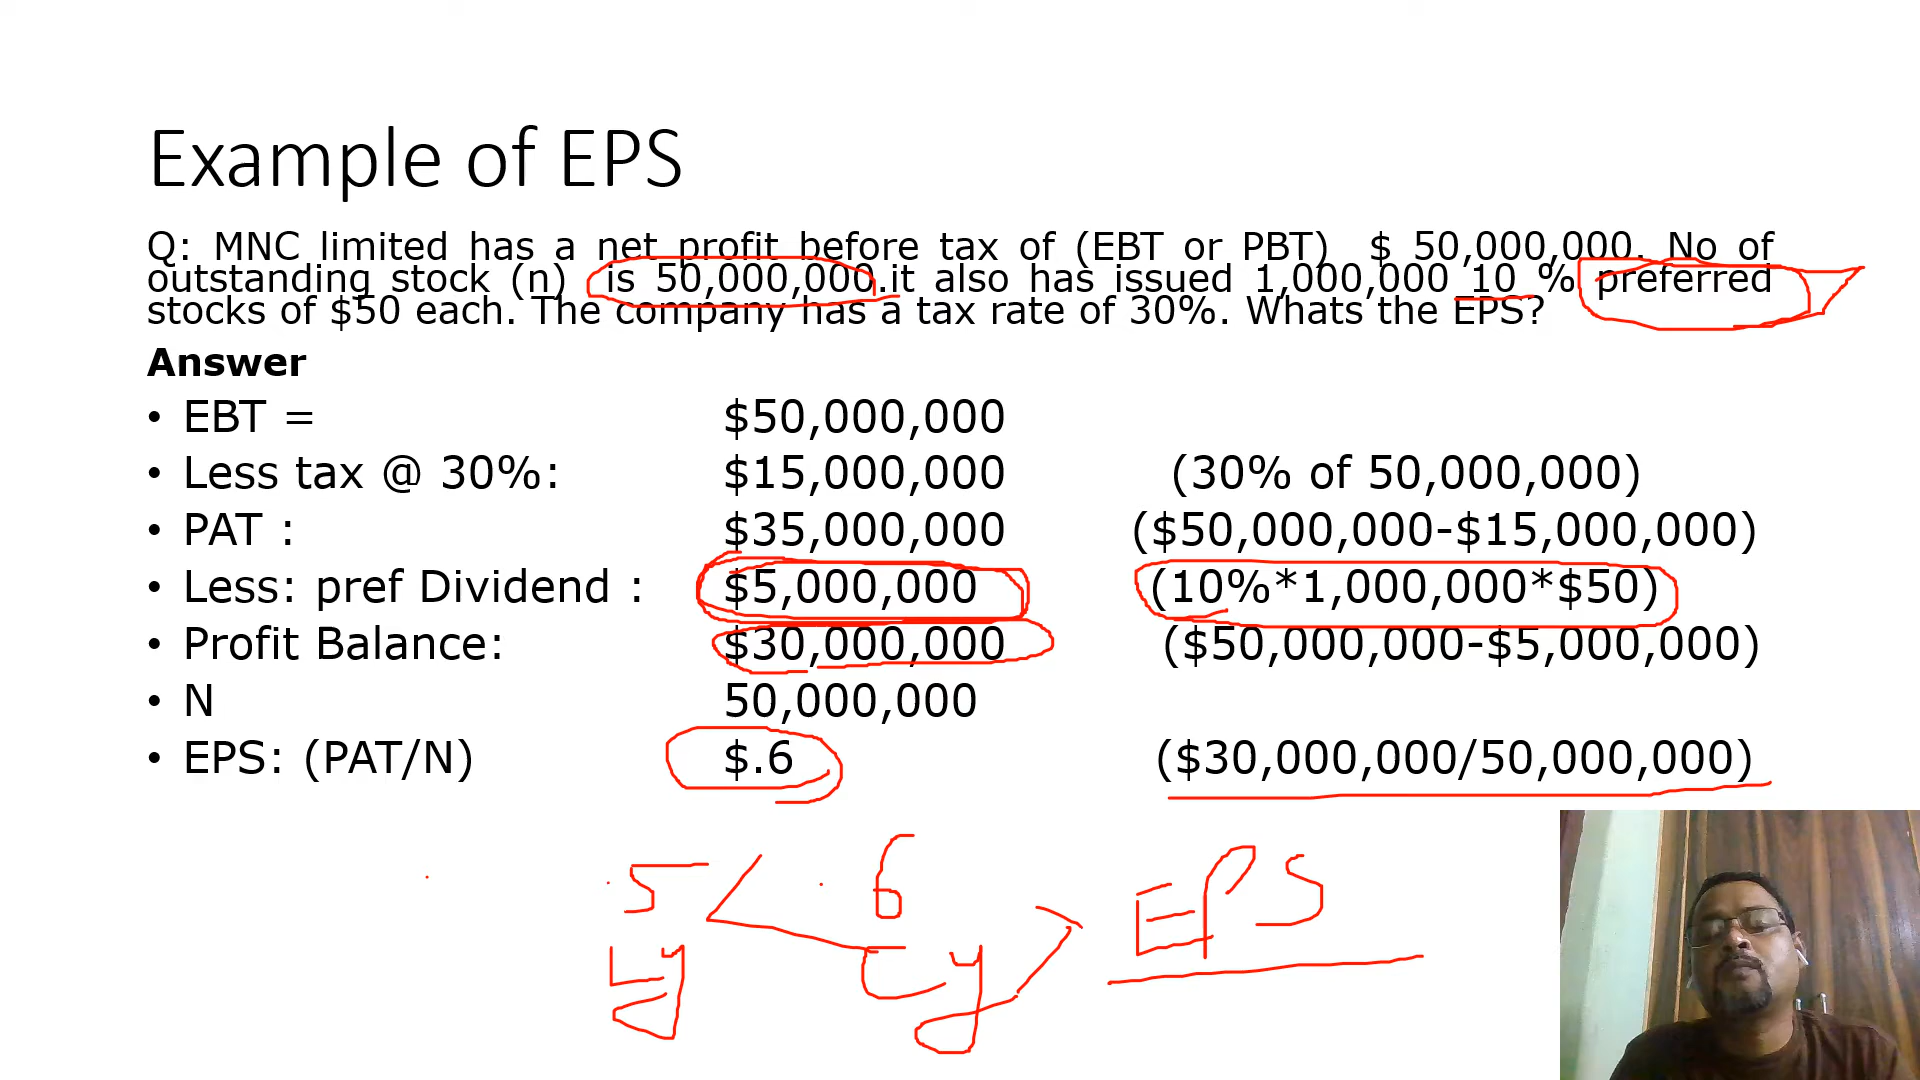 Example of EPS
Q: MNC limited has a net profit before tax of (EBT or PBT) $ 50,000,000. No of
outstanding stock (n) is 50,000,000.it also has issued 1,000,000 10 % preferred
stocks of $50 each. The company has a tax rate of 30%. Whats the EPS?
Answer
• EBT = $50,000,000
• Less tax @ 30%: $15,000,000 (30% of 50,000,000)
• PAT : $35,000,000 ($50,000,000-$15,000,000)
• Less: pref Dividend : $5,000,000 (10%*1,000,000*$50)
• Profit Balance: $30,000,000 ($50,000,000-$5,000,000)
• N 50,000,000
• EPS: (PAT/N) $.6 ($30,000,000/50,000,000)
.5 < .6 EPS
Ly Cy